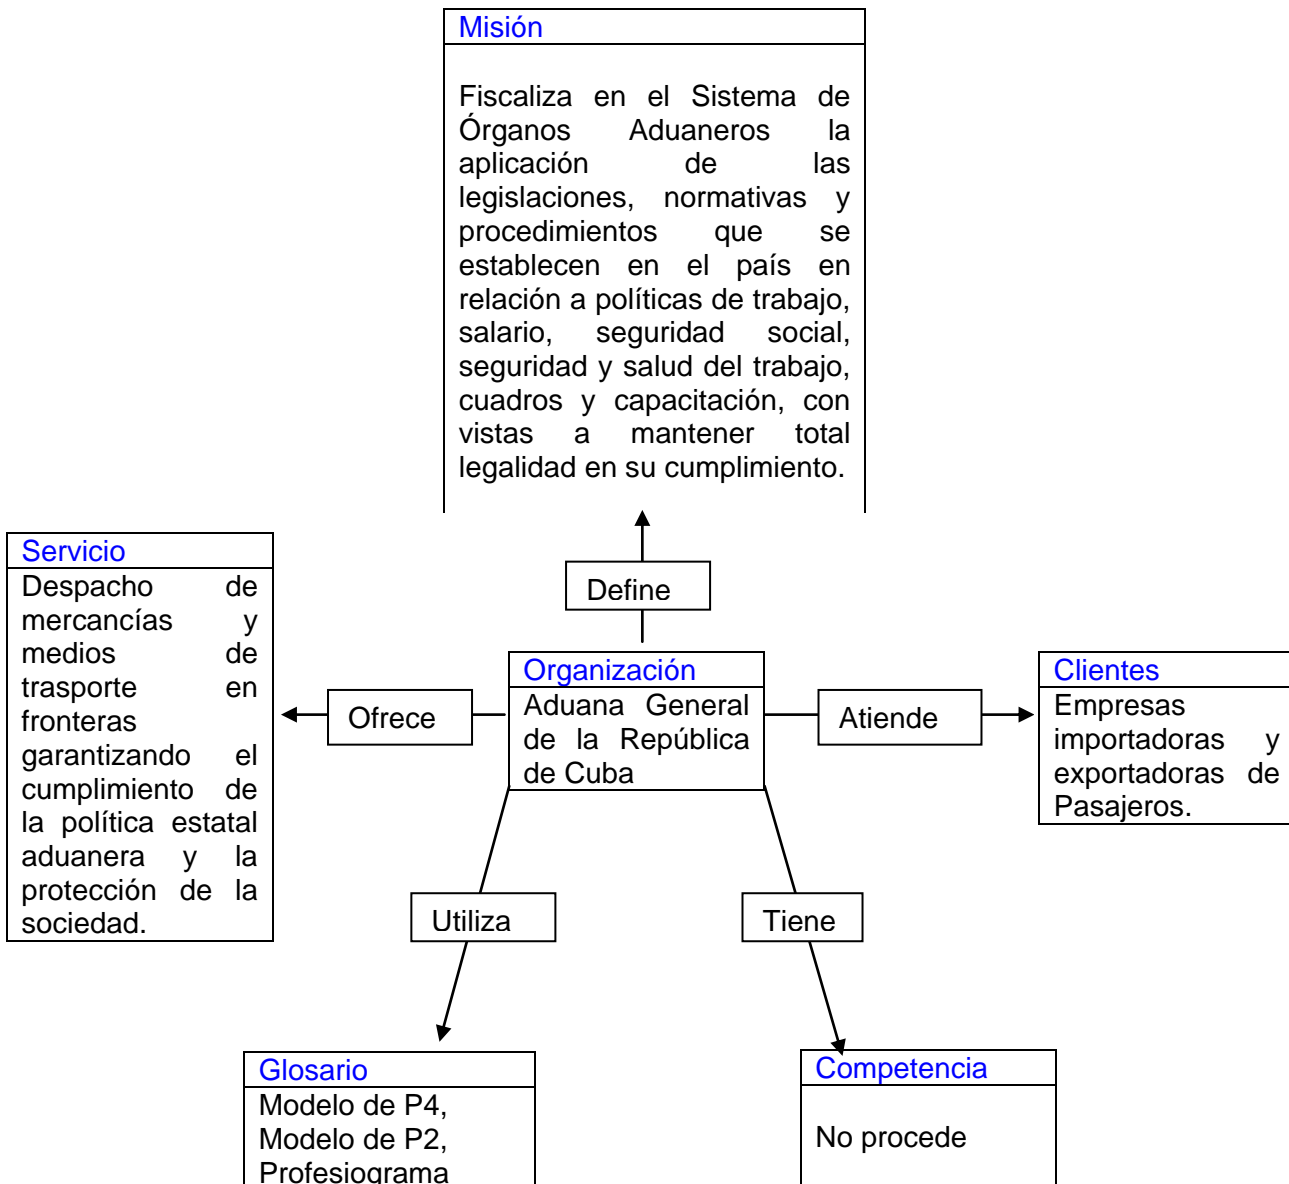 Misión
Fiscaliza en el Sistema de
Órganos Aduaneros la
aplicación de las
legislaciones, normativas y
procedimientos que se
establecen en el país en
relación a políticas de trabajo,
salario, seguridad social,
seguridad y salud del trabajo,
cuadros y capacitación, con
vistas a mantener total
legalidad en su cumplimiento.
Define
Servicio
Despacho de
mercancías y
medios de
trasporte en
fronteras
garantizando el
cumplimiento de
la política estatal
aduanera y la
protección de la
sociedad.
Ofrece
Organización
Aduana General
de la República
de Cuba
Atiende
Clientes
Empresas
importadoras y
exportadoras de
Pasajeros.
Utiliza
Tiene
Glosario
Modelo de P4,
Modelo de P2,
Profesiograma
Competencia
No procede